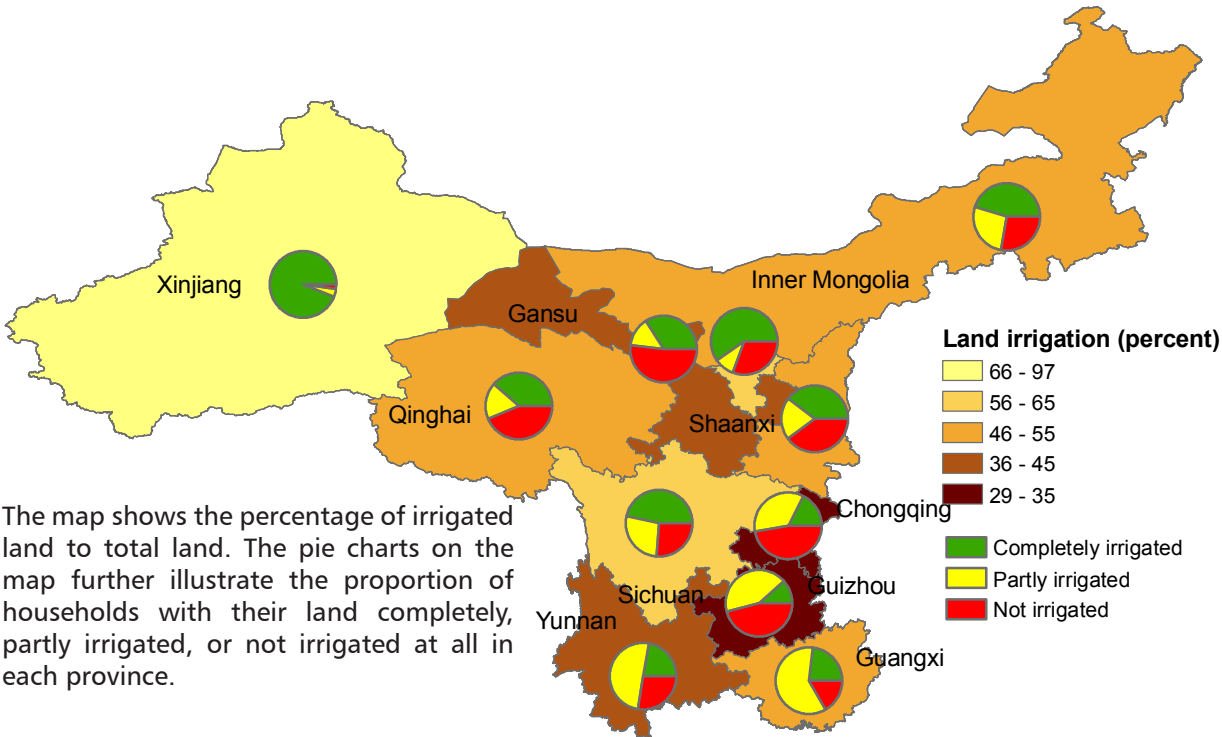 Xinjiang
Gansu
Inner Mongolia
Qinghai
Shaanxi
Chongqing
Sichuan
Guizhou
Yunnan
Guangxi
Land irrigation (percent)
66 - 97
56 - 65
46 - 55
36 - 45
29 - 35
Completely irrigated
Partly irrigated
Not irrigated
The map shows the percentage of irrigated
land to total land. The pie charts on the
map further illustrate the proportion of
households with their land completely,
partly irrigated, or not irrigated at all in
each province.